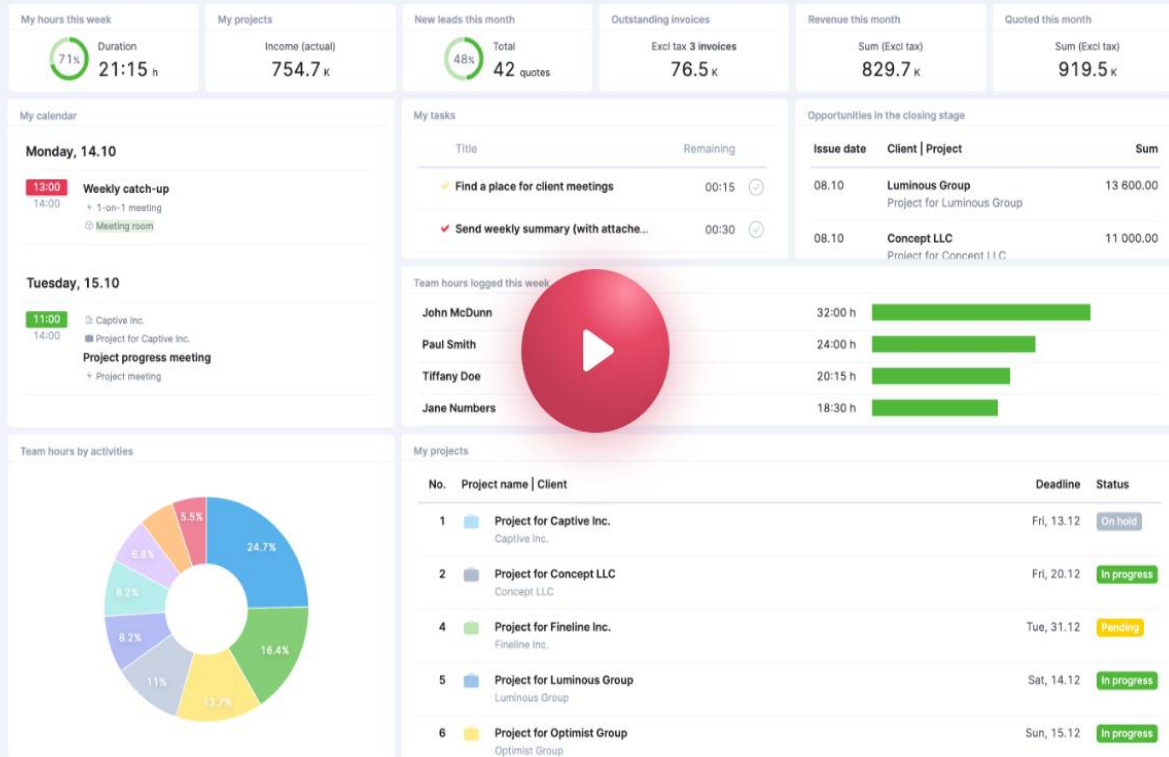 My hours this week
71%
Duration
21:15 h
My projects
Income (actual)
754.7 K
New leads this month
48%
Total
42 quotes
Outstanding invoices
Excl tax 3 invoices
76.5 K
Revenue this month
Sum (Excl tax)
829.7 K
Quoted this month
Sum (Excl tax)
919.5 K
My calendar
Monday, 14.10
13:00 Weekly catch-up
14:00 1-on-1 meeting
Meeting room
Tuesday, 15.10
11:00 Captive Inc.
14:00 Project for Captive Inc.
Project progress meeting
Project meeting
My tasks
Title Remaining
Find a place for client meetings 00:15
Send weekly summary (with attache... 00:30
Opportunities in the closing stage
Issue date Client | Project Sum
08.10 Luminous Group 13 600.00
Project for Luminous Group
08.10 Concept LLC 11 000.00
Project for Concept LLC
Team hours logged this week
John McDunn 32:00 h
Paul Smith 24:00 h
Tiffany Doe 20:15 h
Jane Numbers 18:30 h
Team hours by activities
5.5%
24.7%
6.8%
8.2%
8.2%
16.4%
11%
13.7%
My projects
No. Project name | Client Deadline Status
1 Project for Captive Inc. Fri, 13.12 On hold
Captive Inc.
2 Project for Concept LLC Fri, 20.12 In progress
Concept LLC
4 Project for Fineline Inc. Tue, 31.12 Pending
Fineline Inc.
5 Project for Luminous Group Sat, 14.12 In progress
Luminous Group
6 Project for Optimist Group Sun, 15.12 In progress
Optimist Group